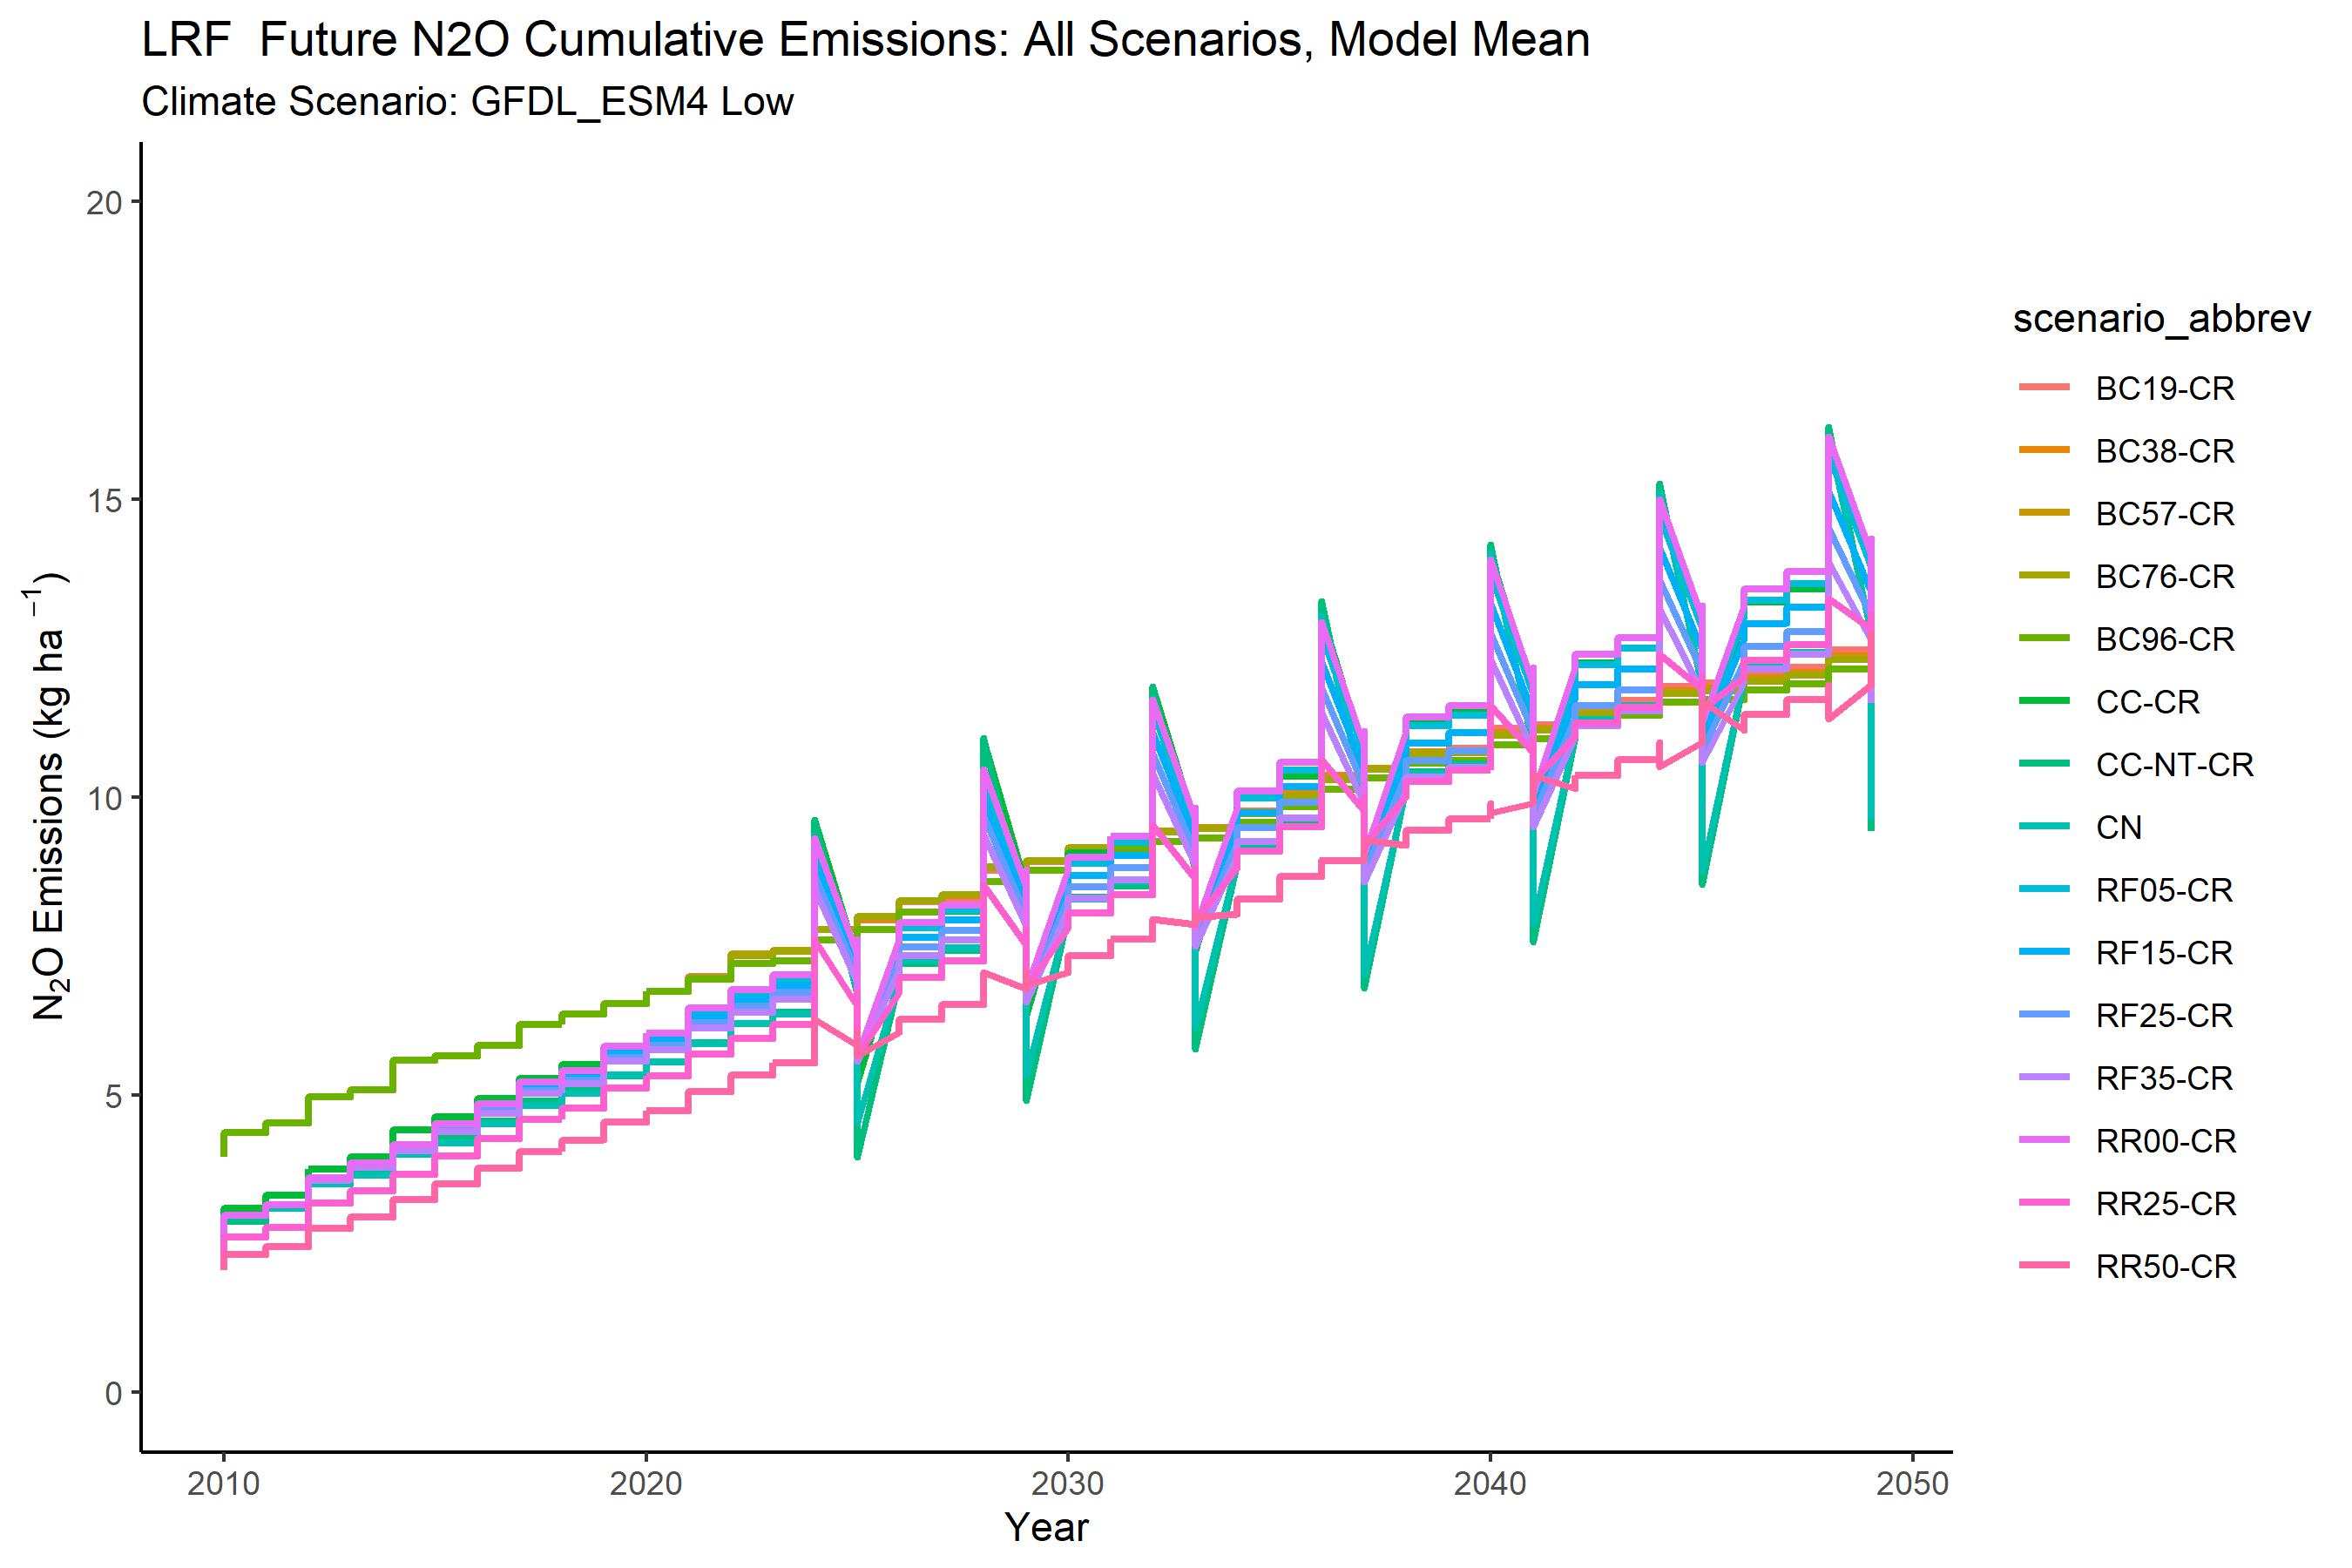 LRF  Future N2O Cumulative Emissions: All Scenarios, Model Mean
Climate Scenario: GFDL_ESM4 Low
N₂O Emissions (kg ha ⁻¹)
20
15
10
5
0
2010 2020 2030 2040 2050
Year
scenario_abbrev
BC19-CR
BC38-CR
BC57-CR
BC76-CR
BC96-CR
CC-CR
CC-NT-CR
CN
RF05-CR
RF15-CR
RF25-CR
RF35-CR
RR00-CR
RR25-CR
RR50-CR